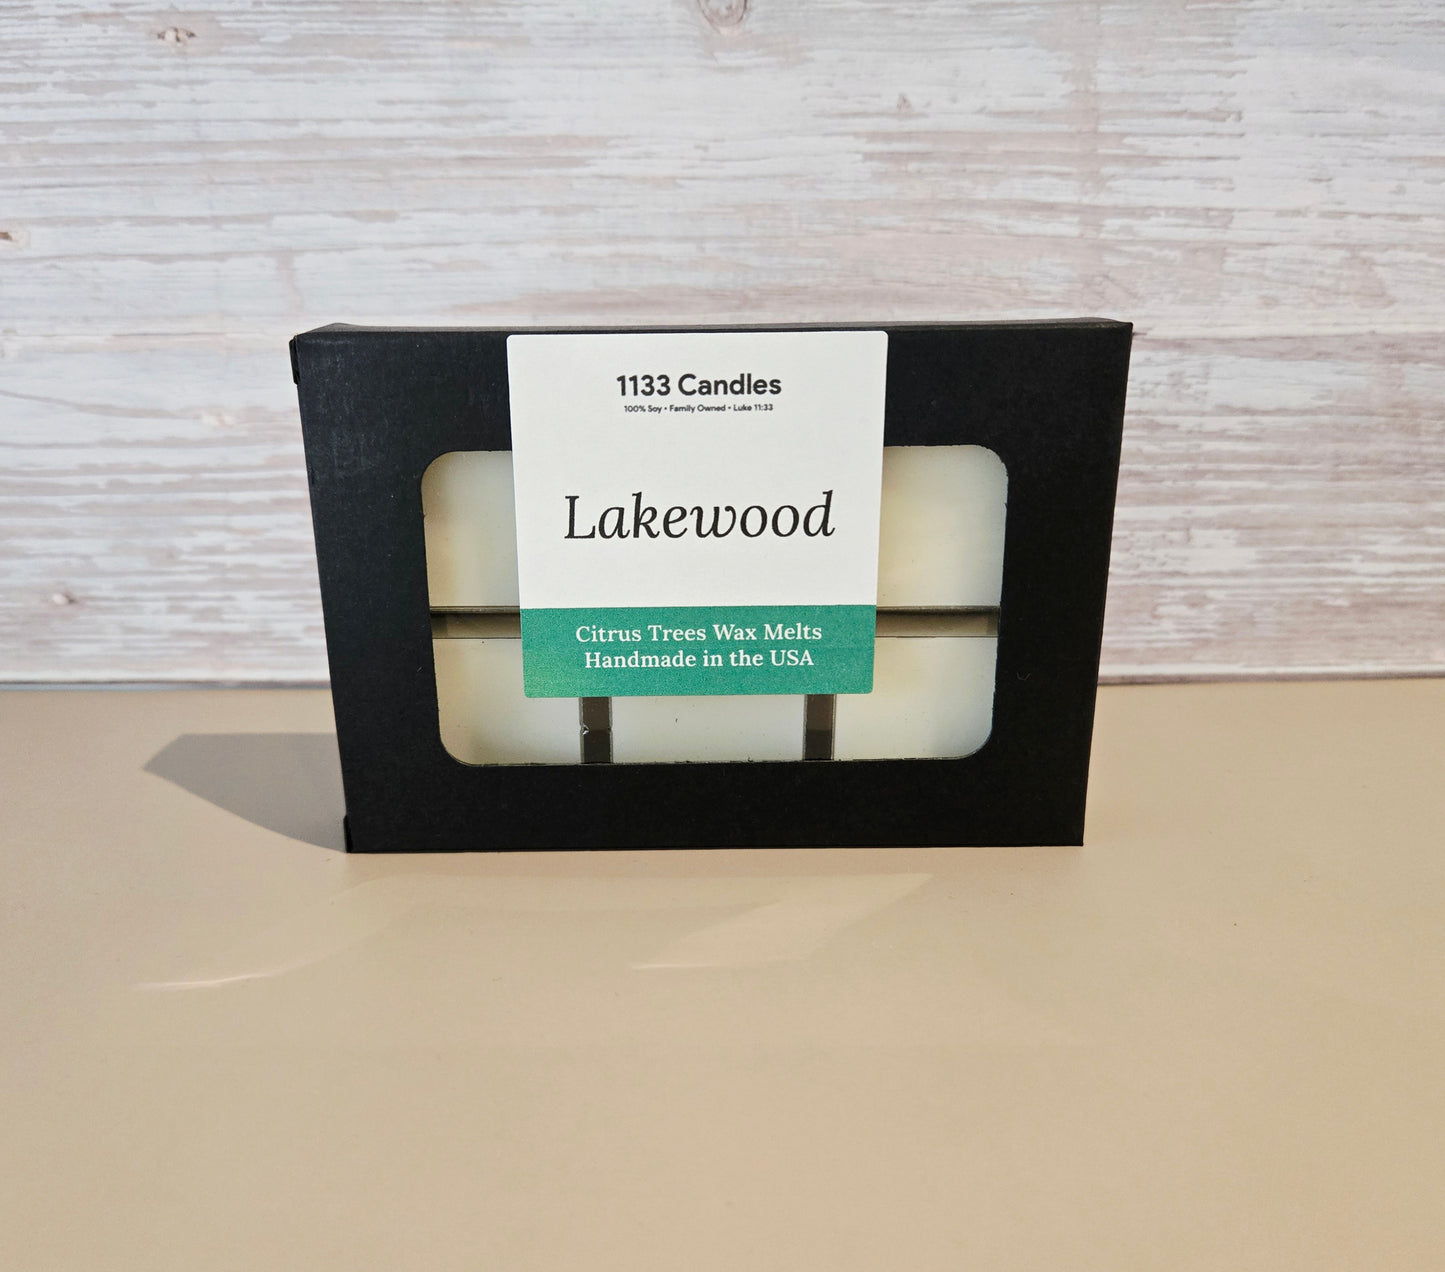 1133 Candles
100% Soy • Family Owned • Luke 11:33
Lakewood
Citrus Trees Wax Melts
Handmade in the USA